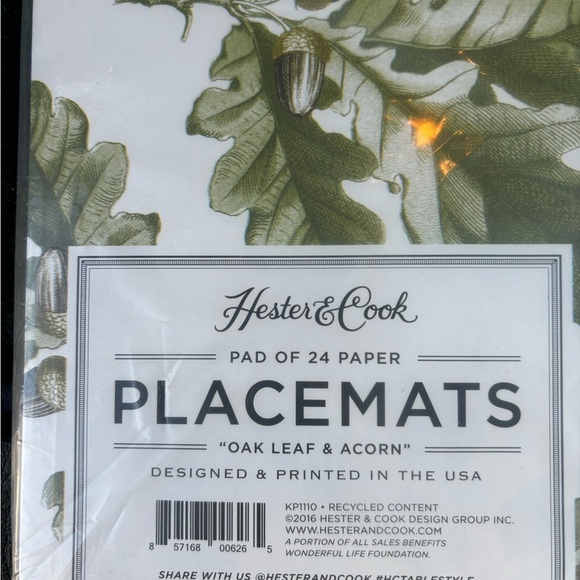 Hester & Cook
PAD OF 24 PAPER
PLACEMATS
"OAK LEAF & ACORN"
DESIGNED & PRINTED IN THE USA
KP1110 • RECYCLED CONTENT
©2016 HESTER & COOK DESIGN GROUP INC.
WWW.HESTERANDCOOK.COM
A PORTION OF ALL SALES BENEFITS
WONDERFUL LIFE FOUNDATION.
8 57168 00626 5
SHARE WITH US @HESTERANDCOOK #HCTABLESTYLE